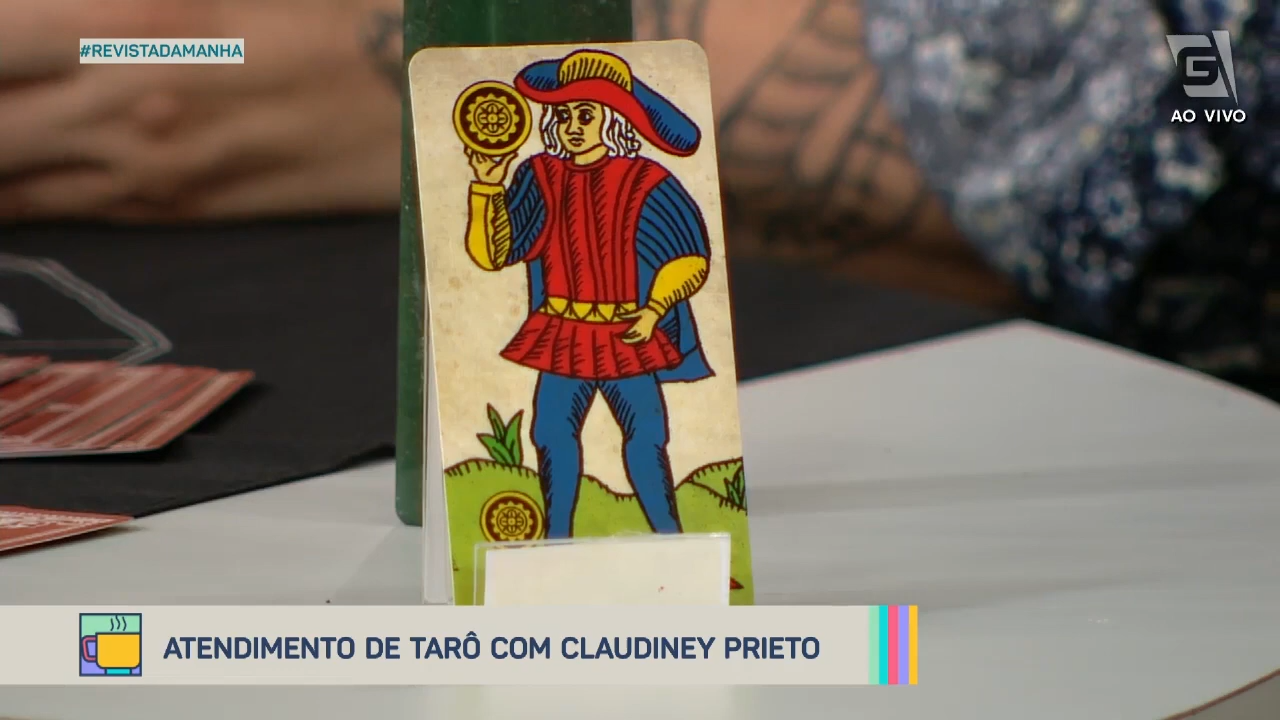 #REVISTADAMANHA
G
AO VIVO
ATENDIMENTO DE TARÔ COM CLAUDINEY PRIETO